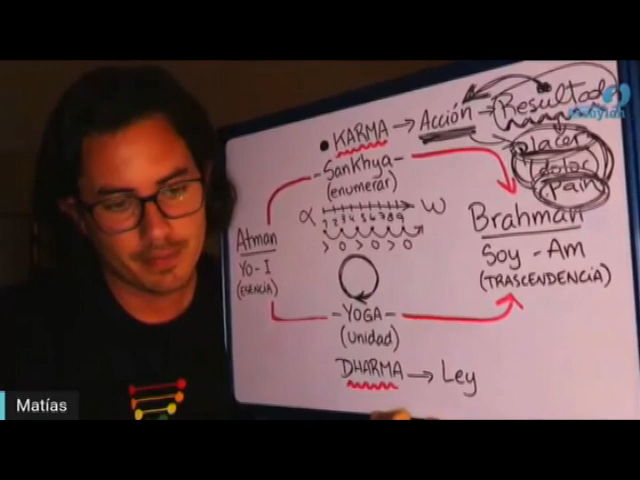 • KARMA → Acción → Resultado
placer
dolor
pain
- Sankhya -
(enumerar)
α 1 2 3 4 5 6 7 8 9 ω
> 0 > 0 > 0 > 0
Atman
Yo - I
(ESENCIA)
Brahman
Soy - Am
(TRASCENDENCIA)
- YOGA -
(unidad)
DHARMA → Ley
Matías